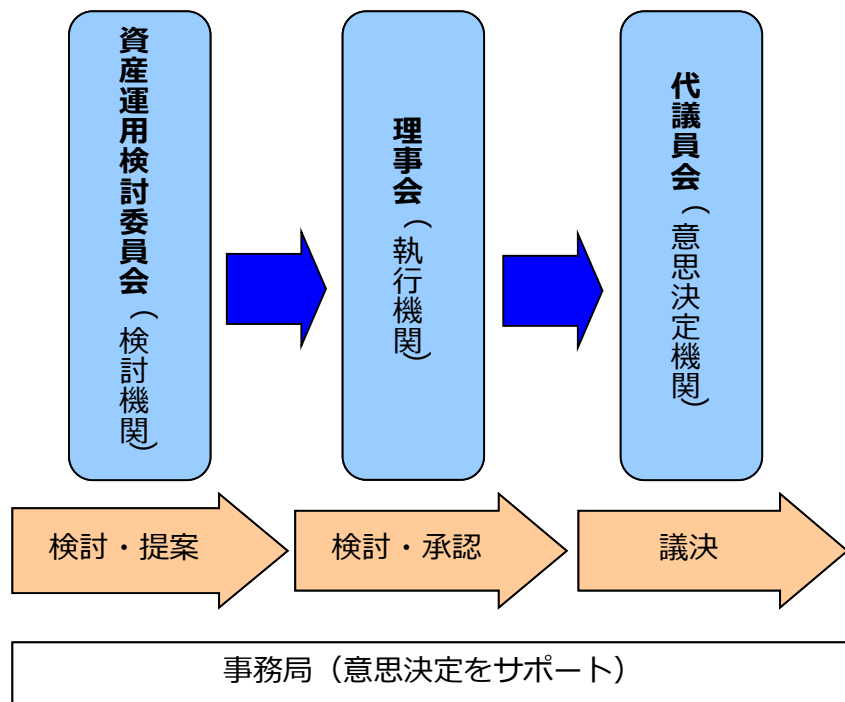 資産運用検討委員会（検討機関）
理事会（執行機関）
代議員会（意思決定機関）
検討・提案
検討・承認
議決
事務局（意思決定をサポート）